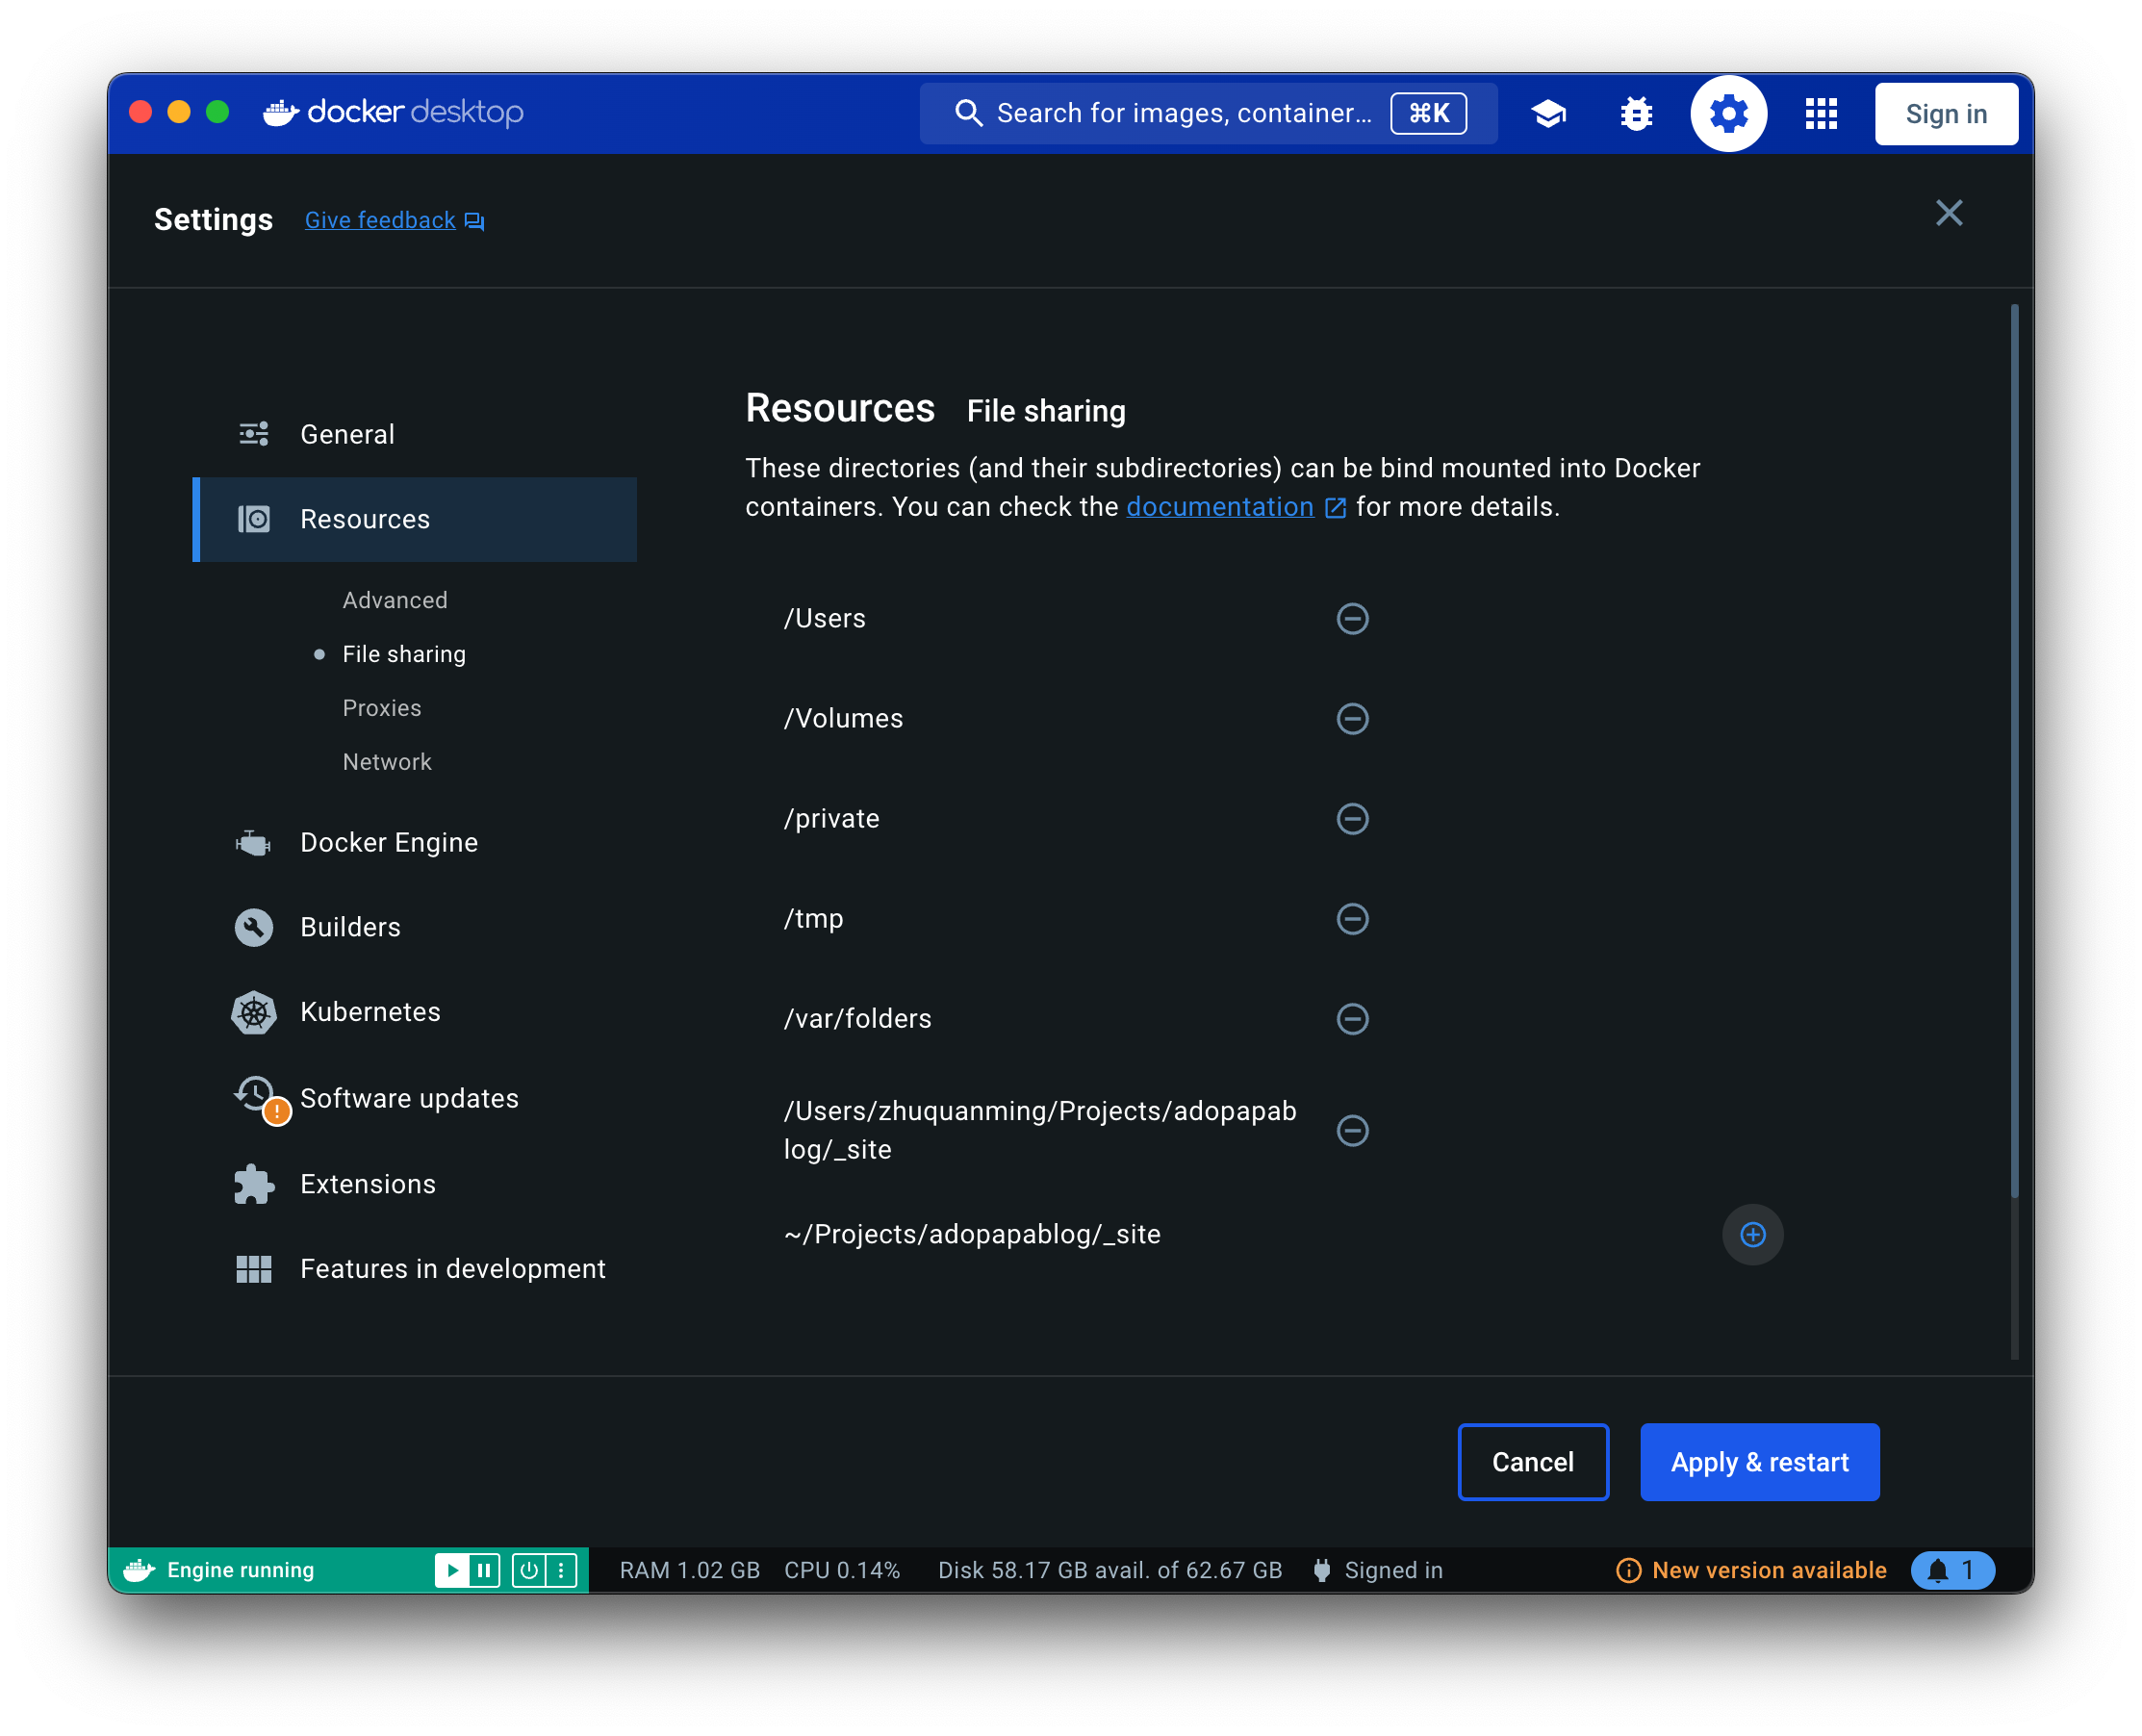 docker desktop
Search for images, container...
⌘K
Sign in
Settings
Give feedback
General
Resources
Advanced
File sharing
Proxies
Network
Docker Engine
Builders
Kubernetes
Software updates
Extensions
Features in development
Resources File sharing
These directories (and their subdirectories) can be bind mounted into Docker
containers. You can check the documentation for more details.
/Users
/Volumes
/private
/tmp
/var/folders
/Users/zhuquanming/Projects/adopapab
log/_site
~/Projects/adopapablog/_site
Cancel
Apply & restart
Engine running
RAM 1.02 GB
CPU 0.14%
Disk 58.17 GB avail. of 62.67 GB
Signed in
New version available
1